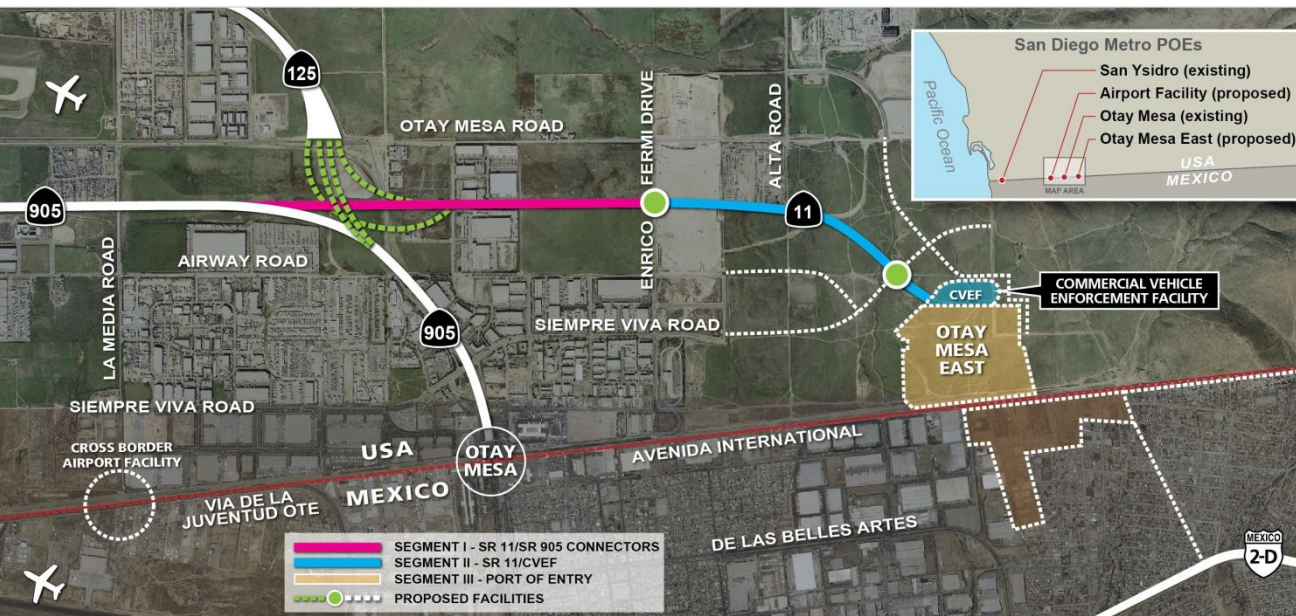 125
OTAY MESA ROAD
ENRICO FERMI DRIVE
ALTA ROAD
San Diego Metro POEs
Pacific Ocean
San Ysidro (existing)
Airport Facility (proposed)
Otay Mesa (existing)
Otay Mesa East (proposed)
USA
MEXICO
MAP AREA
905
11
LA MEDIA ROAD
AIRWAY ROAD
905
SIEMPRE VIVA ROAD
CVEF
COMMERCIAL VEHICLE
ENFORCEMENT FACILITY
OTAY
MESA
EAST
SIEMPRE VIVA ROAD
CROSS BORDER
AIRPORT FACILITY
USA
MEXICO
OTAY
MESA
AVENIDA INTERNATIONAL
VIA DE LA
JUVENTUD OTE
DE LAS BELLES ARTES
SEGMENT I - SR 11/SR 905 CONNECTORS
SEGMENT II - SR 11/CVEF
SEGMENT III - PORT OF ENTRY
PROPOSED FACILITIES
MEXICO
2-D